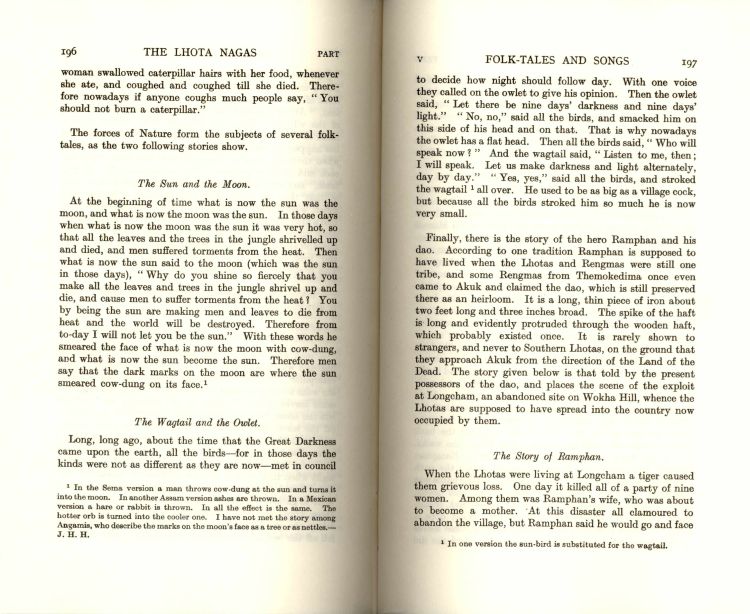 196 THE LHOTA NAGAS PART
woman swallowed caterpillar hairs with her food, whenever
she ate, and coughed and coughed till she died. There-
fore nowadays if anyone coughs much people say, “ You
should not burn a caterpillar.”
The forces of Nature form the subjects of several folk-
tales, as the two following stories show.
The Sun and the Moon.
At the beginning of time what is now the sun was the
moon, and what is now the moon was the sun. In those days
when what is now the moon was the sun it was very hot, so
that all the leaves and the trees in the jungle shrivelled up
and died, and men suffered torments from the heat. Then
what is now the sun said to the moon (which was the sun
in those days), “ Why do you shine so fiercely that you
make all the leaves and trees in the jungle shrivel up and
die, and cause men to suffer torments from the heat ? You
by being the sun are making men and leaves to die from
heat and the world will be destroyed. Therefore from
to-day I will not let you be the sun.” With these words he
smeared the face of what is now the moon with cow-dung,
and what is now the sun become the sun. Therefore men
say that the dark marks on the moon are where the sun
smeared cow-dung on its face.¹
The Wagtail and the Owlet.
Long, long ago, about the time that the Great Darkness
came upon the earth, all the birds—for in those days the
kinds were not as different as they are now—met in council
¹ In the Sema version a man throws cow-dung at the sun and turns it
into the moon. In another Assam version ashes are thrown. In a Mexican
version a hare or rabbit is thrown. In all the effect is the same. The
hotter orb is turned into the cooler one. I have not met the story among
Angamis, who describe the marks on the moon's face as a tree or as nettles.—
J. H. H.
V FOLK-TALES AND SONGS 197
to decide how night should follow day. With one voice
they called on the owlet to give his opinion. Then the owlet
said, “ Let there be nine days' darkness and nine days'
light.” “ No, no,” said all the birds, and smacked him on
this side of his head and on that. That is why nowadays
the owlet has a flat head. Then all the birds said, “ Who will
speak now ? ” And the wagtail said, “ Listen to me, then ;
I will speak. Let us make darkness and light alternately,
day by day.” “ Yes, yes,” said all the birds, and stroked
the wagtail ¹ all over. He used to be as big as a village cock,
but because all the birds stroked him so much he is now
very small.
Finally, there is the story of the hero Ramphan and his
dao. According to one tradition Ramphan is supposed to
have lived when the Lhotas and Rengmas were still one
tribe, and some Rengmas from Themokedima once even
came to Akuk and claimed the dao, which is still preserved
there as an heirloom. It is a long, thin piece of iron about
two feet long and three inches broad. The spike of the haft
is long and evidently protruded through the wooden haft,
which probably existed once. It is rarely shown to
strangers, and never to Southern Lhotas, on the ground that
they approach Akuk from the direction of the Land of the
Dead. The story given below is that told by the present
possessors of the dao, and places the scene of the exploit
at Longcham, an abandoned site on Wokha Hill, whence the
Lhotas are supposed to have spread into the country now
occupied by them.
The Story of Ramphan.
When the Lhotas were living at Longcham a tiger caused
them grievous loss. One day it killed all of a party of nine
women. Among them was Ramphan's wife, who was about
to become a mother. At this disaster all clamoured to
abandon the village, but Ramphan said he would go and face
¹ In one version the sun-bird is substituted for the wagtail.